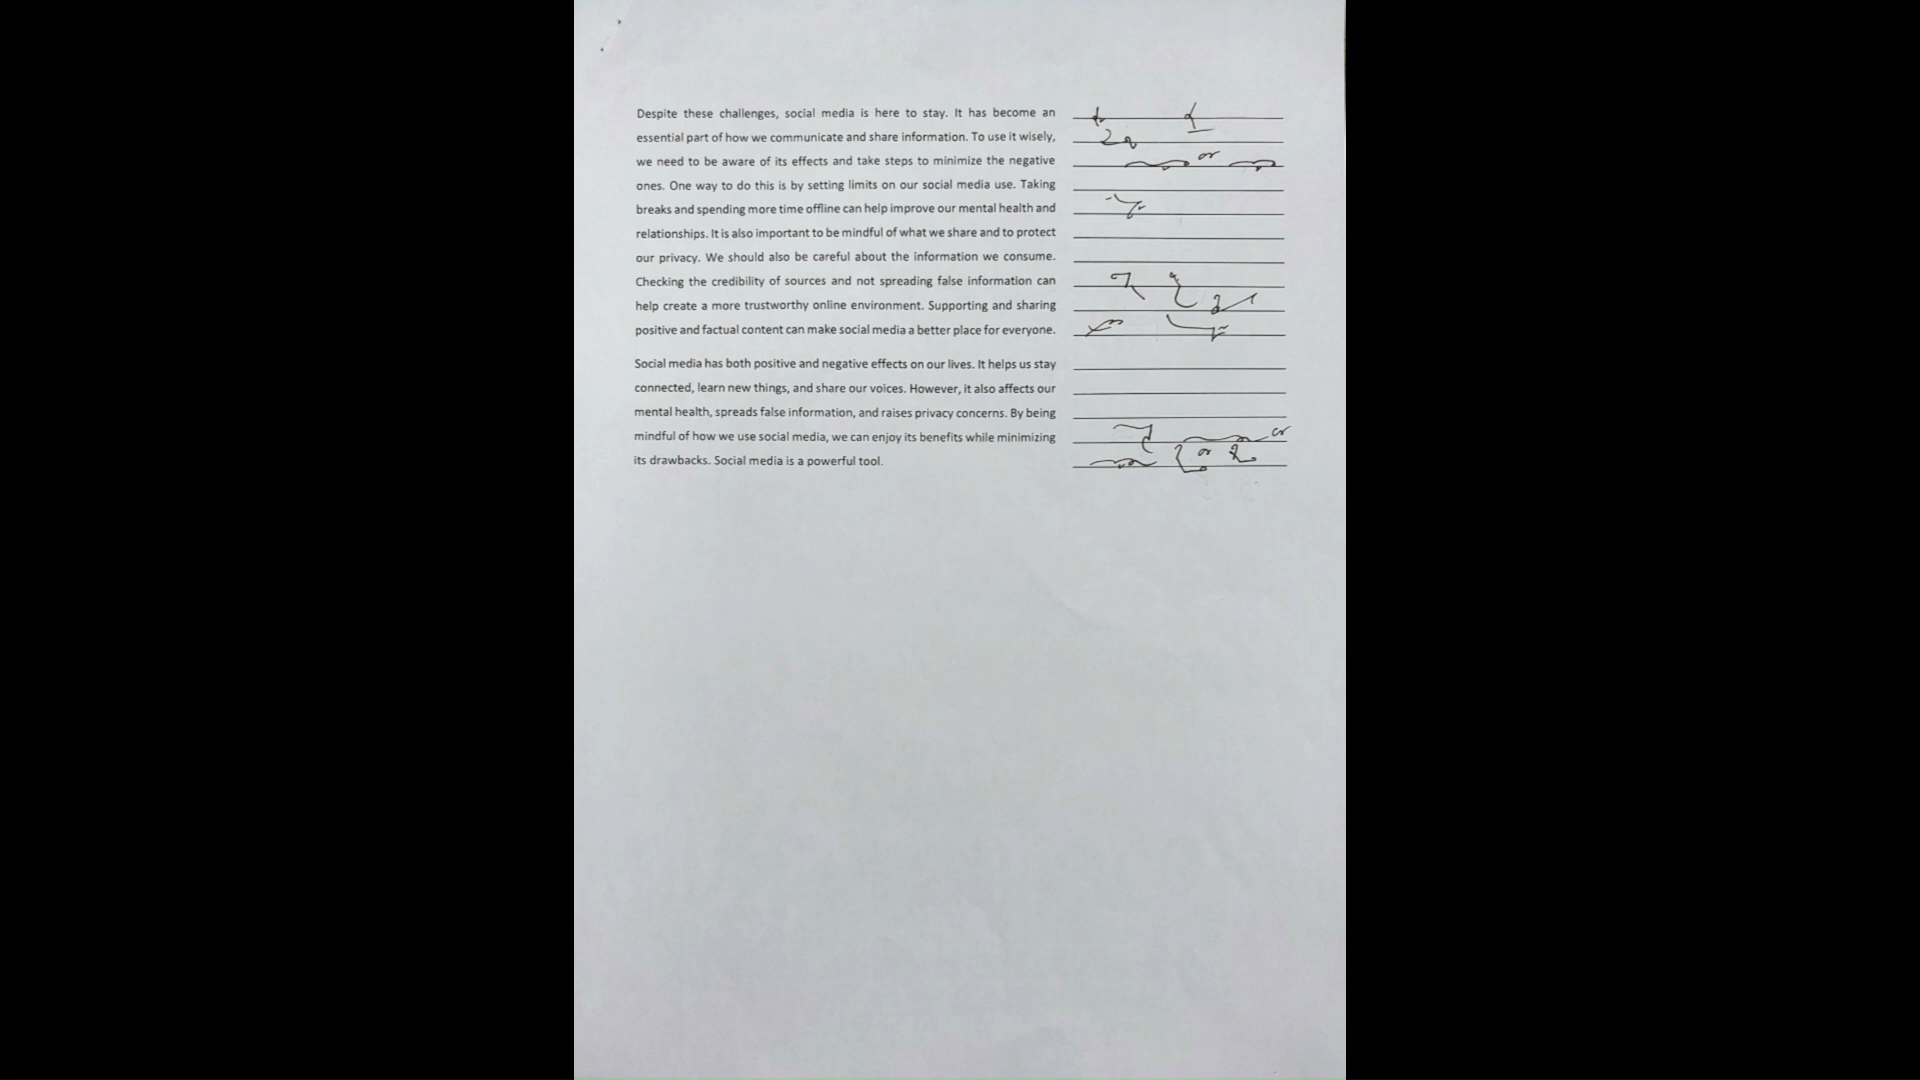 Despite these challenges, social media is here to stay. It has become an
essential part of how we communicate and share information. To use it wisely,
we need to be aware of its effects and take steps to minimize the negative
or
ones. One way to do this is by setting limits on our social media use. Taking
breaks and spending more time offline can help improve our mental health and
relationships. It is also important to be mindful of what we share and to protect
our privacy. We should also be careful about the information we consume.
Checking the credibility of sources and not spreading false information can
help create a more trustworthy online environment. Supporting and sharing
positive and factual content can make social media a better place for everyone.
Social media has both positive and negative effects on our lives. It helps us stay
connected, learn new things, and share our voices. However, it also affects our
mental health, spreads false information, and raises privacy concerns. By being
mindful of how we use social media, we can enjoy its benefits while minimizing
or
its drawbacks. Social media is a powerful tool.
or